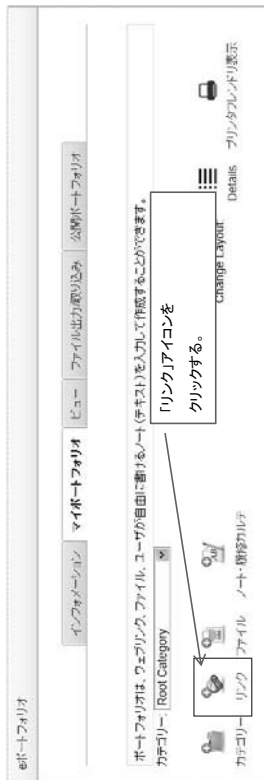 eポートフォリオ
インフォメーション
マイポートフォリオ
ビュー
ファイル出力/取り込み
公開ポートフォリオ
ポートフォリオは、ウェブリンク、ファイル、ユーザが自由に書けるノート(テキスト)を入力して作成することができます。
カテゴリー: Root Category
「リンク」アイコンを
クリックする。
カテゴリー
リンク
ファイル
ノート・履修カルテ
Change Layout
Details
プリンタフレンドリ表示